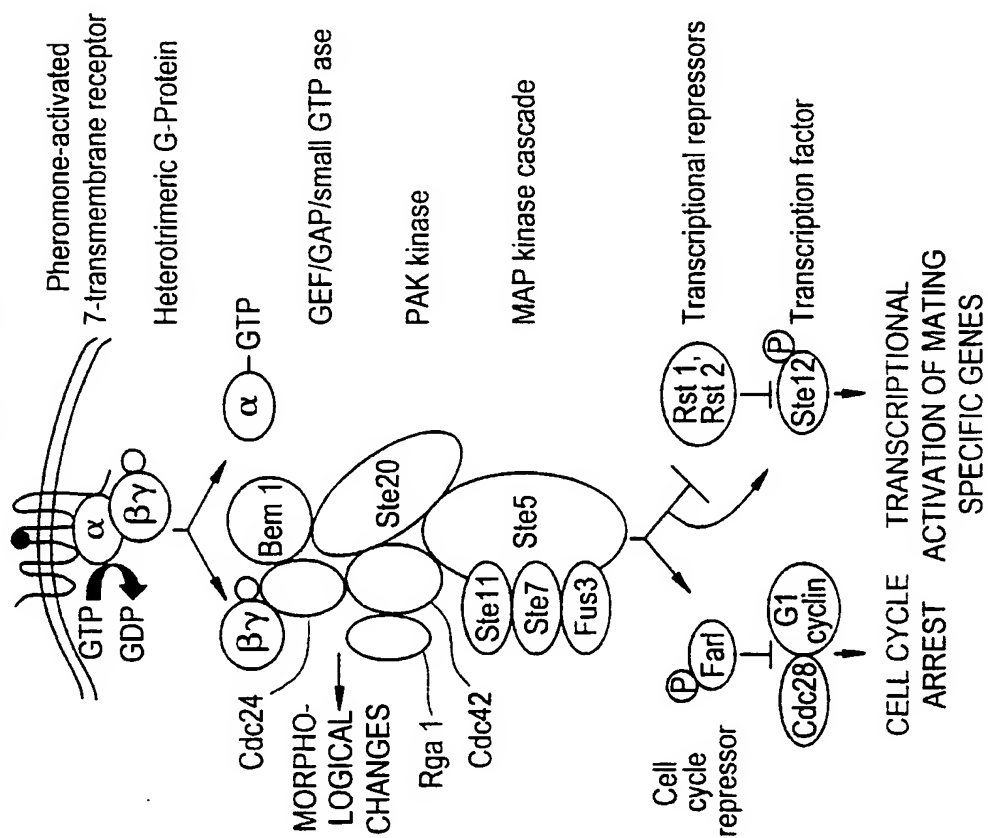 Pheromone-activated
7-transmembrane receptor
α
βγ
GTP
GDP
Heterotrimeric G-Protein
α
GTP
βγ
Bem 1
Cdc24
GEF/GAP/small GTP ase
MORPHO-
LOGICAL
CHANGES
Ste20
PAK kinase
Rga 1
Cdc42
Ste5
Ste11
Ste7
Fus3
MAP kinase cascade
Cell
cycle
repressor
P
Farl
Rst 1,
Rst 2
Transcriptional repressors
Cdc28
G1
cyclin
P
Ste12
Transcription factor
CELL CYCLE
ARREST
TRANSCRIPTIONAL
ACTIVATION OF MATING
SPECIFIC GENES